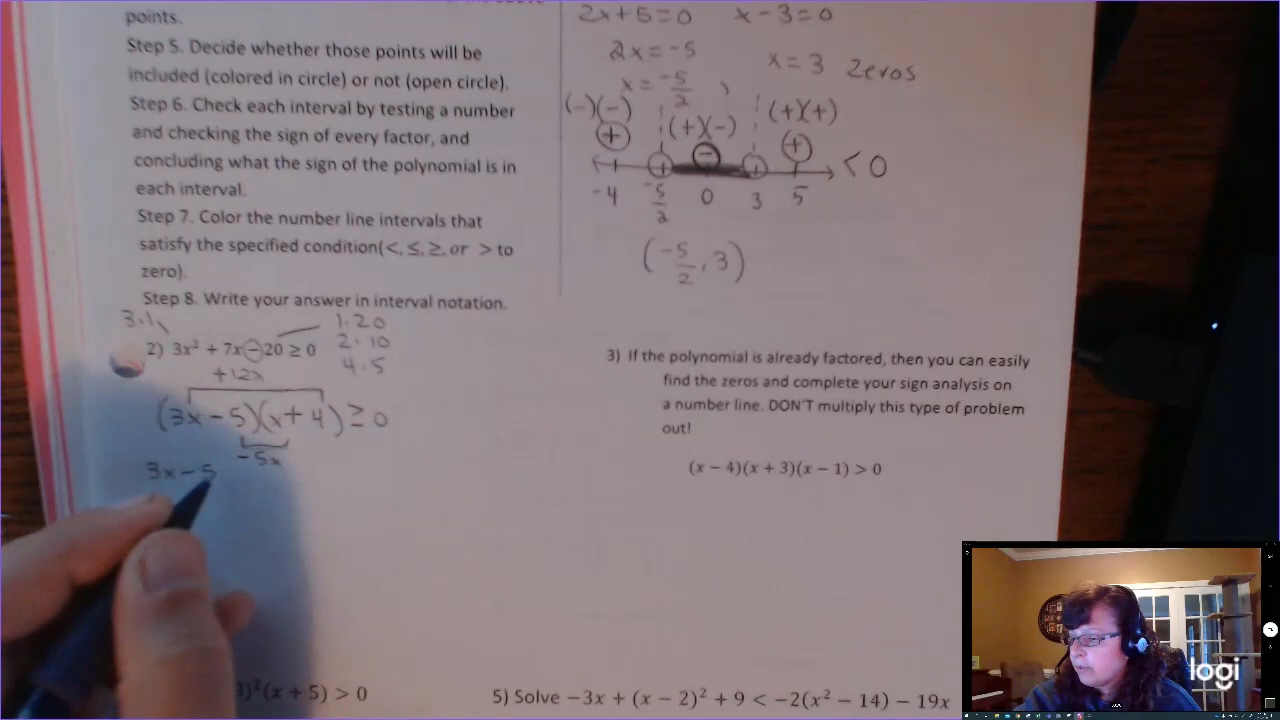 points.
Step 5. Decide whether those points will be
included (colored in circle) or not (open circle).
Step 6. Check each interval by testing a number
and checking the sign of every factor, and
concluding what the sign of the polynomial is in
each interval.
Step 7. Color the number line intervals that
satisfy the specified condition(<, ≤, ≥, or > to
zero).
Step 8. Write your answer in interval notation.
2x+5=0 x-3=0
2x=-5
x=-5/2 , x=3 Zeros
(-)(-) (+)(-) (+)(+)
+ - + <0
-4 -5/2 0 3 5
(-5/2, 3)
3·1 1·20
2) 3x² + 7x − 20 ≥ 0 2·10
+12x 4·5
(3x-5)(x+4) ≥ 0
-5x
3x-5
3) If the polynomial is already factored, then you can easily
find the zeros and complete your sign analysis on
a number line. DON'T multiply this type of problem
out!
(x − 4)(x + 3)(x − 1) > 0
3)²(x + 5) > 0
5) Solve −3x + (x − 2)² + 9 < −2(x² − 14) − 19x
logi